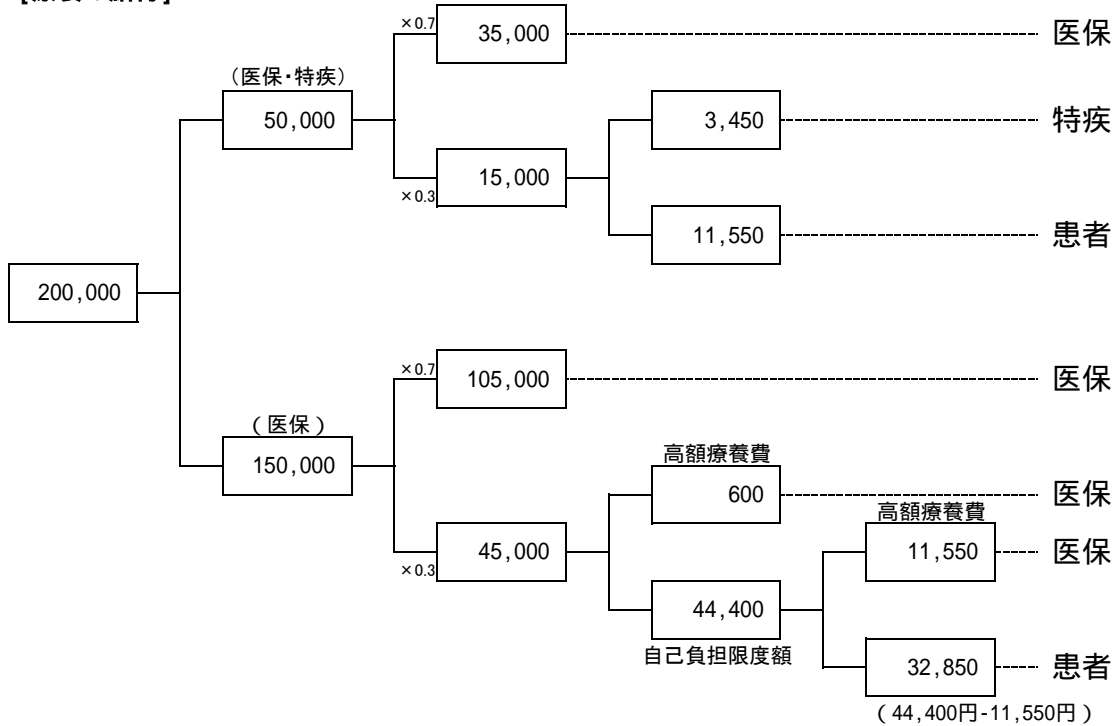 ×0.7
35,000
医保
(医保・特疾)
50,000
3,450
特疾
×0.3
15,000
11,550
患者
200,000
×0.7
105,000
医保
(医保)
150,000
高額療養費
600
医保
高額療養費
×0.3
45,000
11,550
医保
44,400
自己負担限度額
32,850
患者
(44,400円-11,550円)